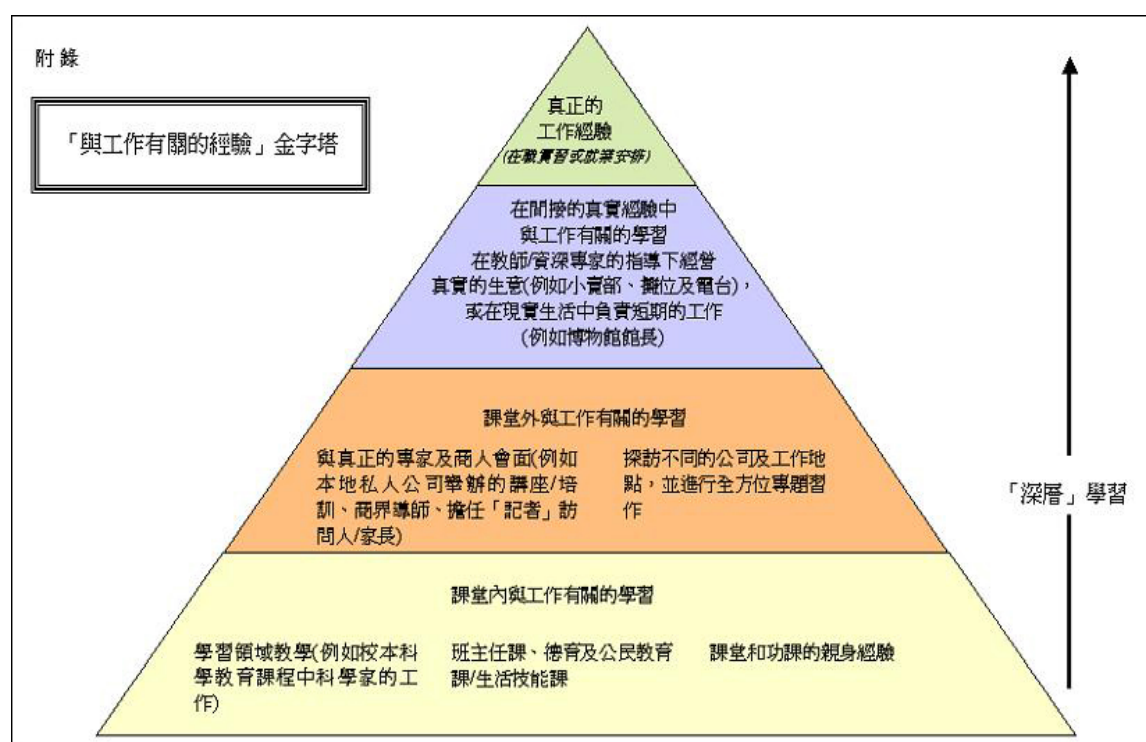 附錄
「與工作有關的經驗」金字塔
真正的
工作經驗
(在職實習或就業安排)
在間接的真實經驗中
與工作有關的學習
在教師/資深專家的指導下經營
真實的生意(例如小賣部、攤位及電台)，
或在現實生活中負責短期的工作
(例如博物館館長)
課堂外與工作有關的學習
與真正的專家及商人會面(例如
本地私人公司舉辦的講座/培
訓、商界導師、擔任「記者」訪
問人/家長)
探訪不同的公司及工作地
點，並進行全方位專題習
作
「深層」學習
課堂內與工作有關的學習
學習領域教學(例如校本科
學教育課程中科學家的工
作)
班主任課、德育及公民教育
課/生活技能課
課堂和功課的親身經驗